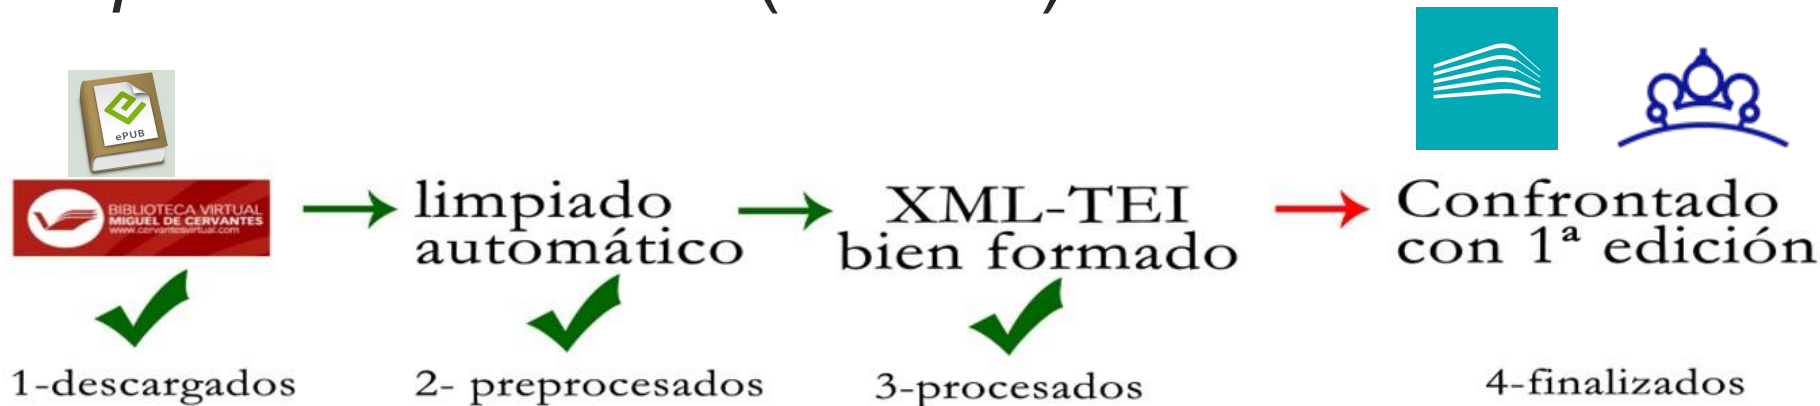 ePUB
BIBLIOTECA VIRTUAL
MIGUEL DE CERVANTES
www.cervantesvirtual.com
limpiado
automático
XML-TEI
bien formado
Confrontado
con 1ª edición
1-descargados
2- preprocesados
3-procesados
4-finalizados